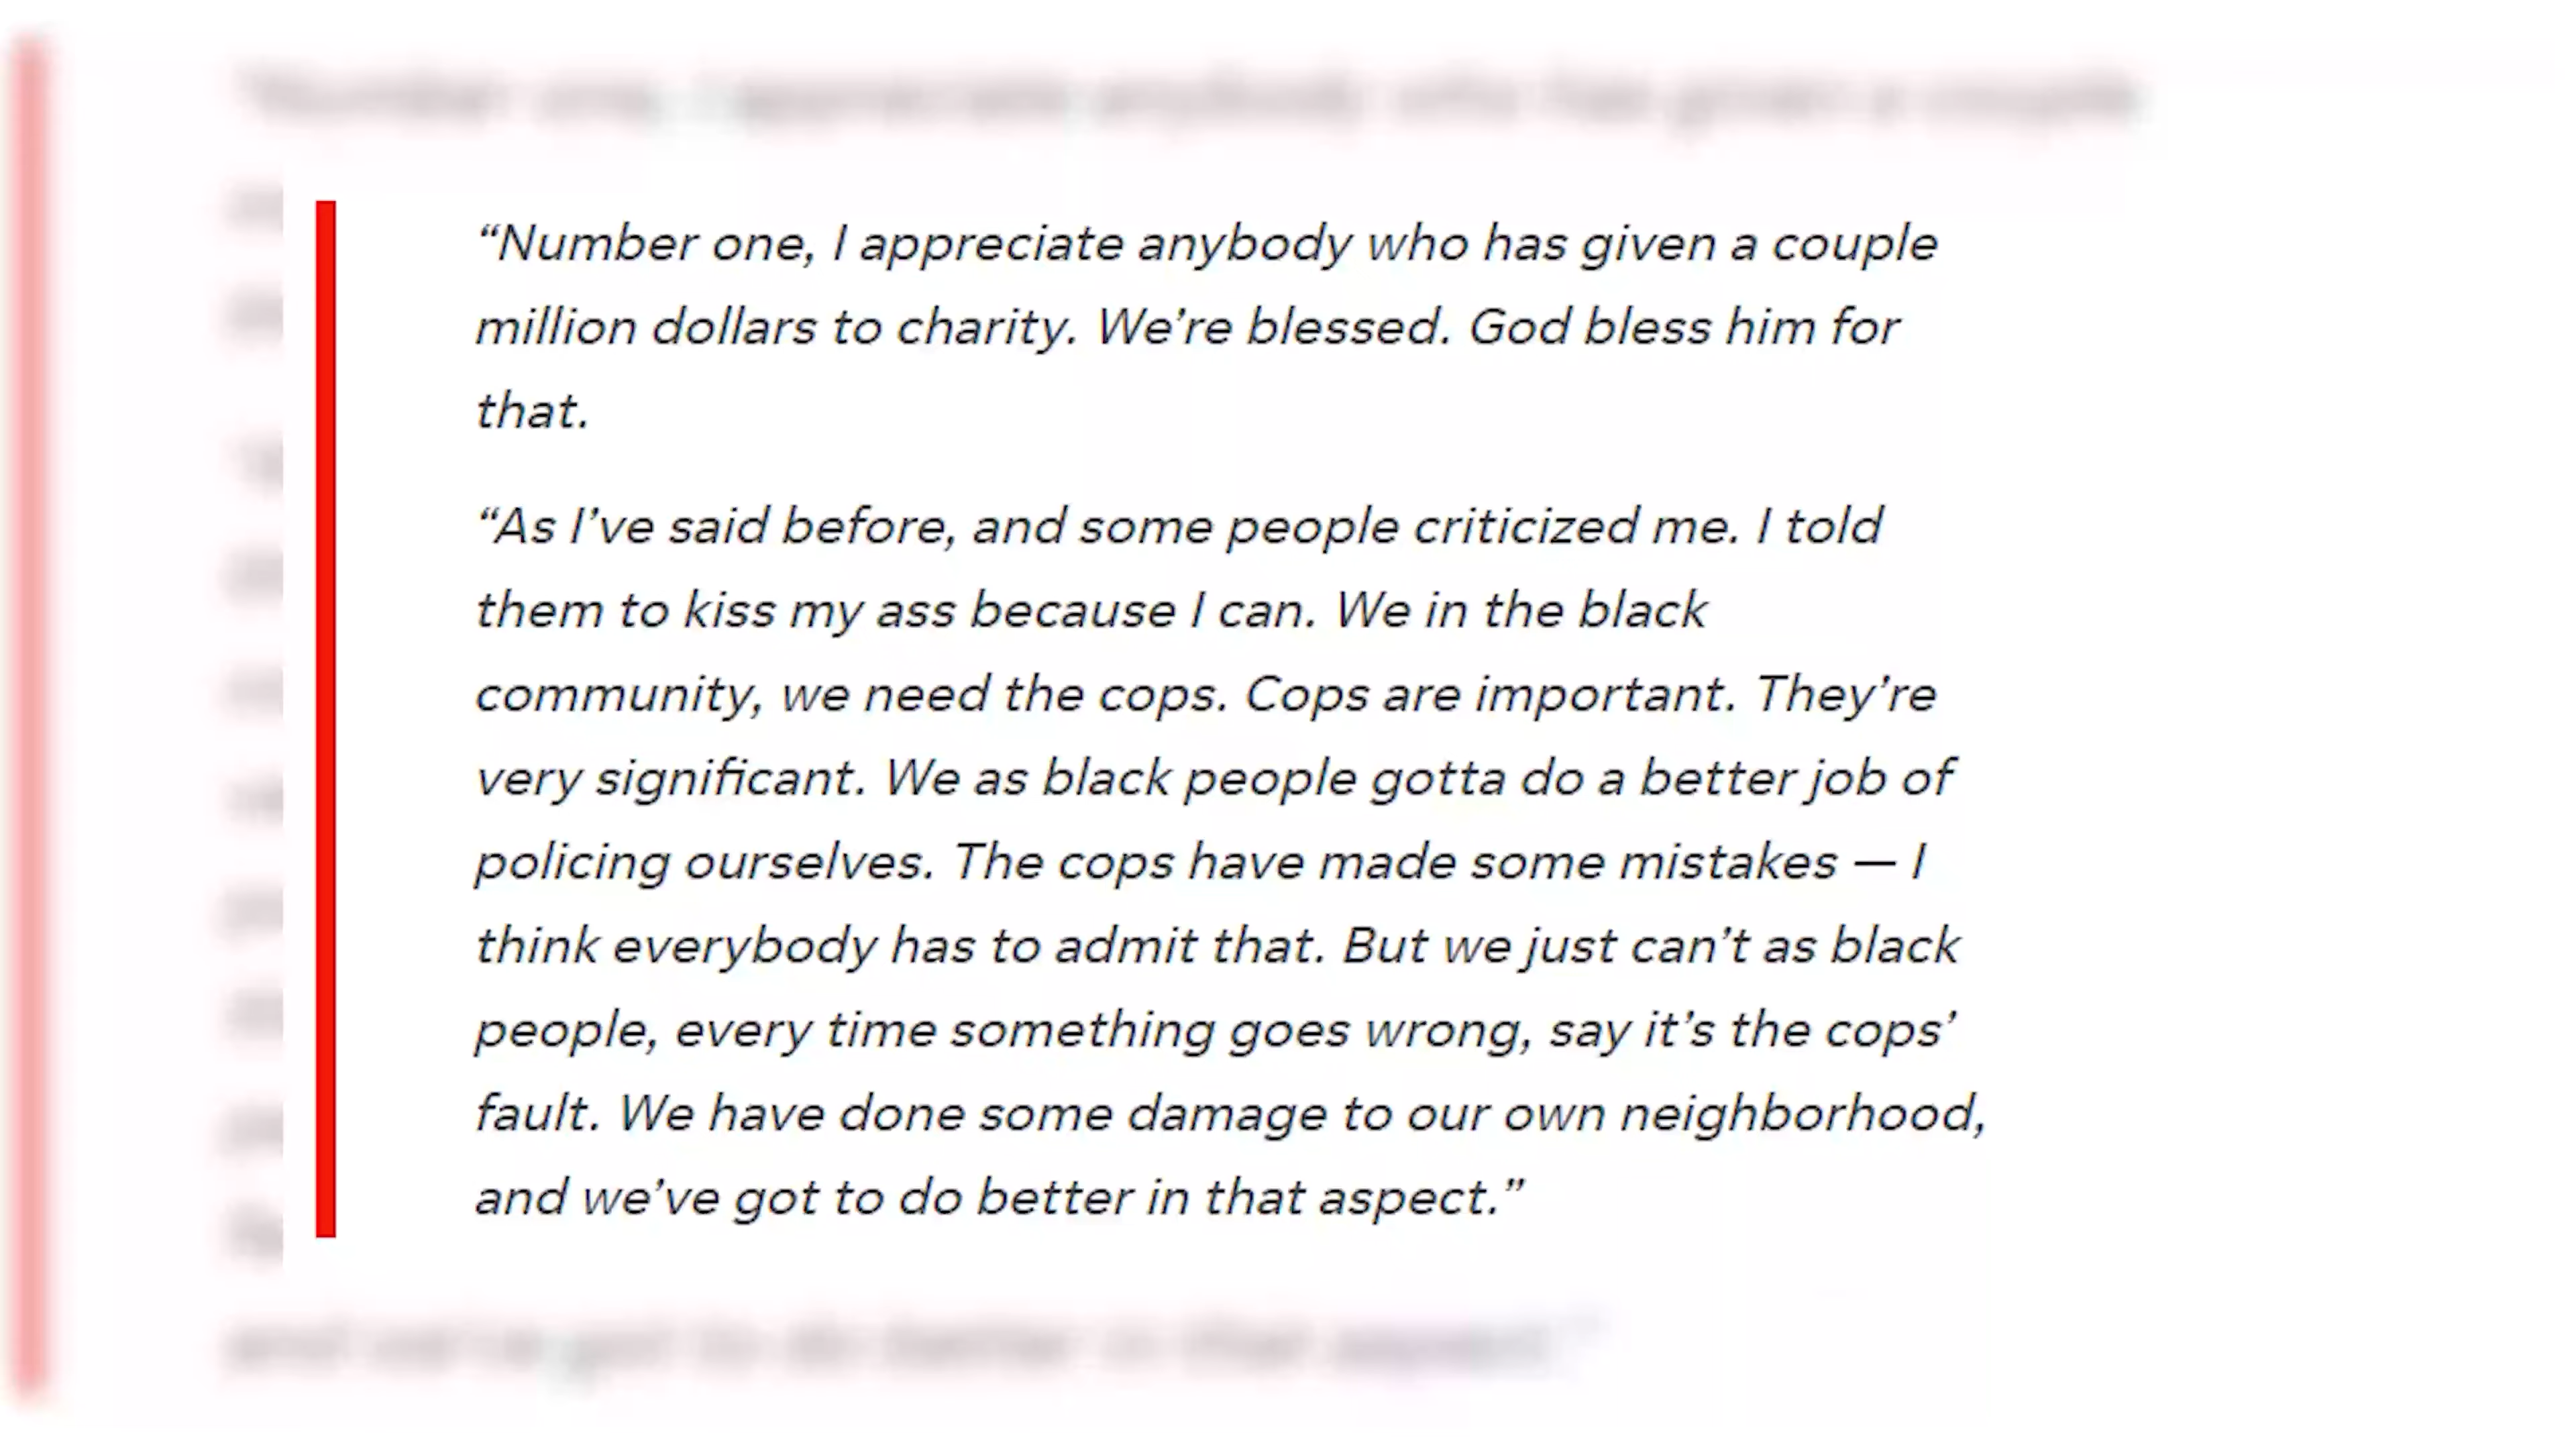 “Number one, I appreciate anybody who has given a couple
million dollars to charity. We’re blessed. God bless him for
that.
“As I’ve said before, and some people criticized me. I told
them to kiss my ass because I can. We in the black
community, we need the cops. Cops are important. They’re
very significant. We as black people gotta do a better job of
policing ourselves. The cops have made some mistakes — I
think everybody has to admit that. But we just can’t as black
people, every time something goes wrong, say it’s the cops’
fault. We have done some damage to our own neighborhood,
and we’ve got to do better in that aspect.”